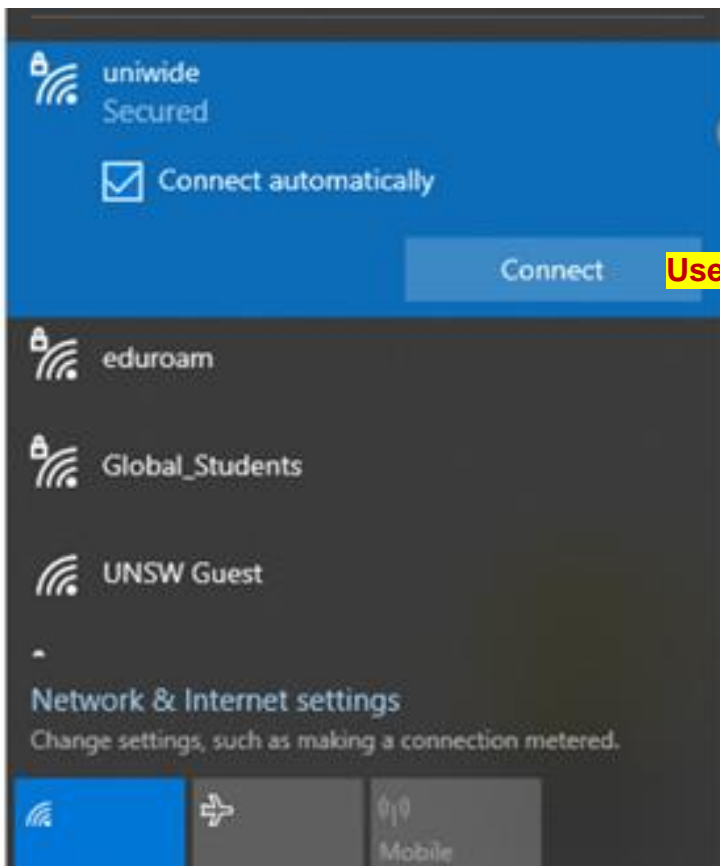 uniwide
Secured
Connect automatically
Connect Use
eduroam
Global_Students
UNSW Guest
Network & Internet settings
Change settings, such as making a connection metered.
Mobile